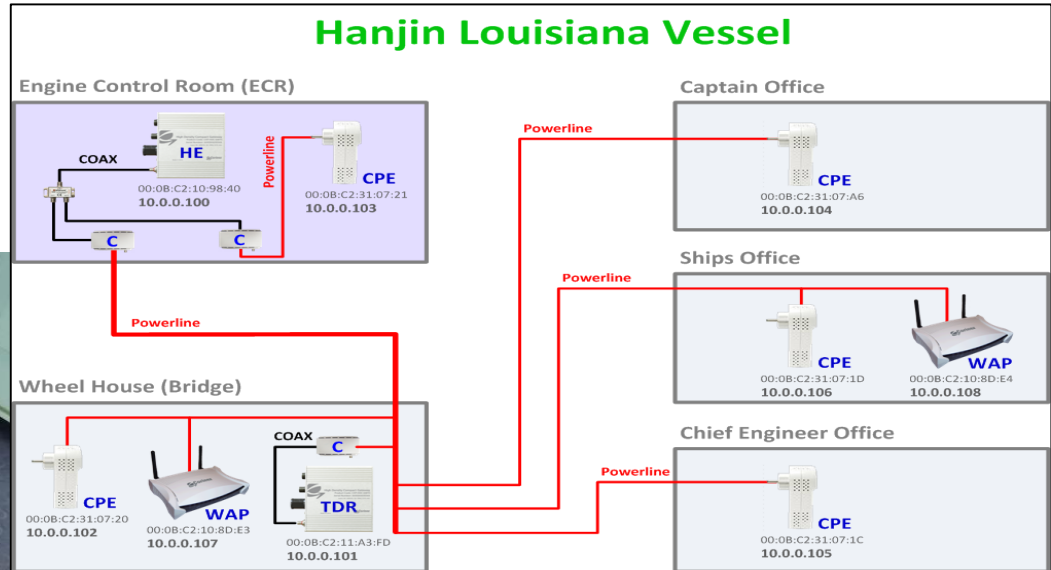 Hanjin Louisiana Vessel
Engine Control Room (ECR)
HE
COAX
00:0B:C2:10:98:40
10.0.0.100
Powerline
CPE
00:0B:C2:31:07:21
10.0.0.103
C
C
Powerline
Wheel House (Bridge)
CPE
00:0B:C2:31:07:20
10.0.0.102
WAP
00:0B:C2:10:8D:E3
10.0.0.107
COAX
C
TDR
00:0B:C2:11:A3:FD
10.0.0.101
Captain Office
Powerline
CPE
00:0B:C2:31:07:A6
10.0.0.104
Ships Office
Powerline
CPE
00:0B:C2:31:07:1D
10.0.0.106
WAP
00:0B:C2:10:8D:E4
10.0.0.108
Chief Engineer Office
Powerline
CPE
00:0B:C2:31:07:1C
10.0.0.105